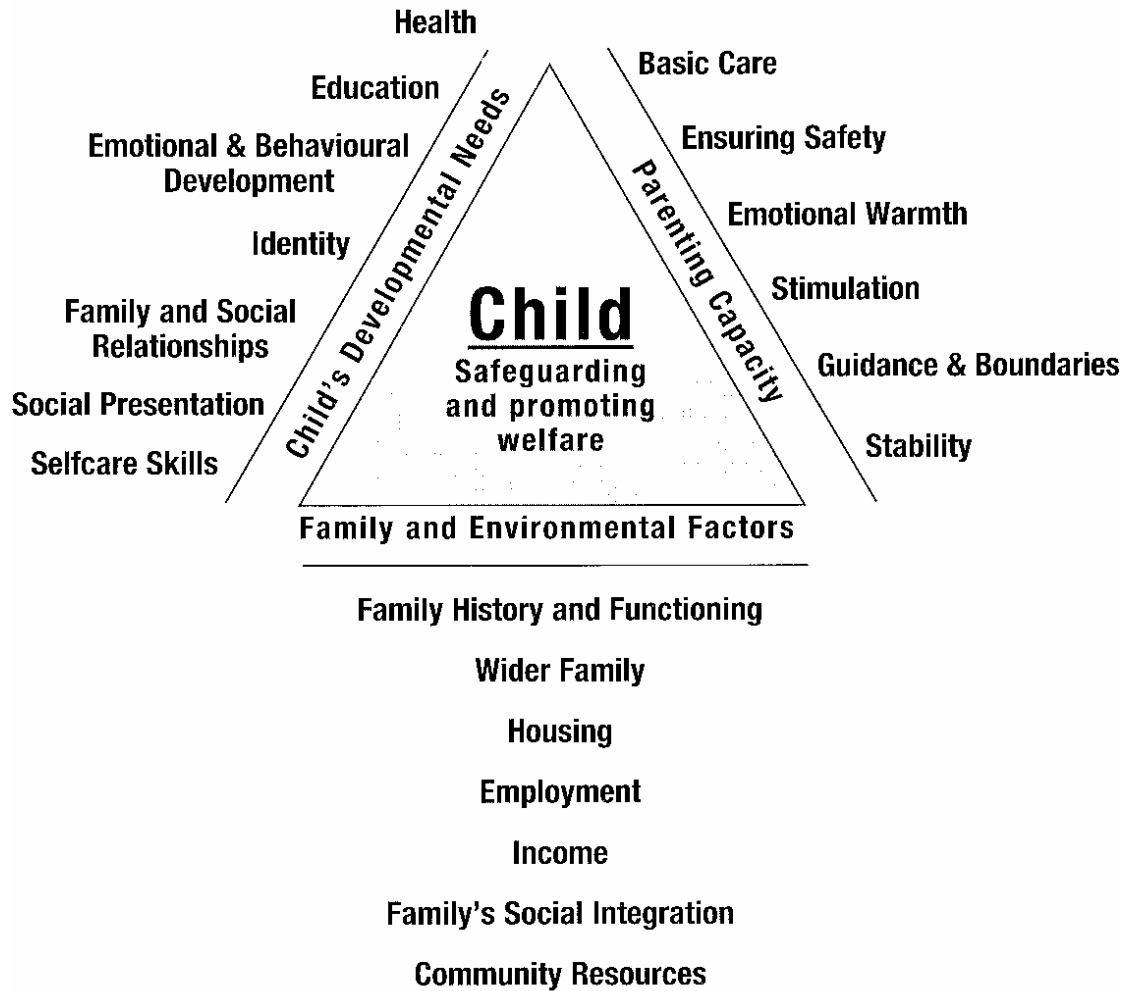 Health
Education
Emotional & Behavioural
Development
Identity
Family and Social
Relationships
Social Presentation
Selfcare Skills
Child's Developmental Needs
Basic Care
Ensuring Safety
Emotional Warmth
Stimulation
Guidance & Boundaries
Stability
Parenting Capacity
Child
Safeguarding
and promoting
welfare
Family and Environmental Factors
Family History and Functioning
Wider Family
Housing
Employment
Income
Family's Social Integration
Community Resources